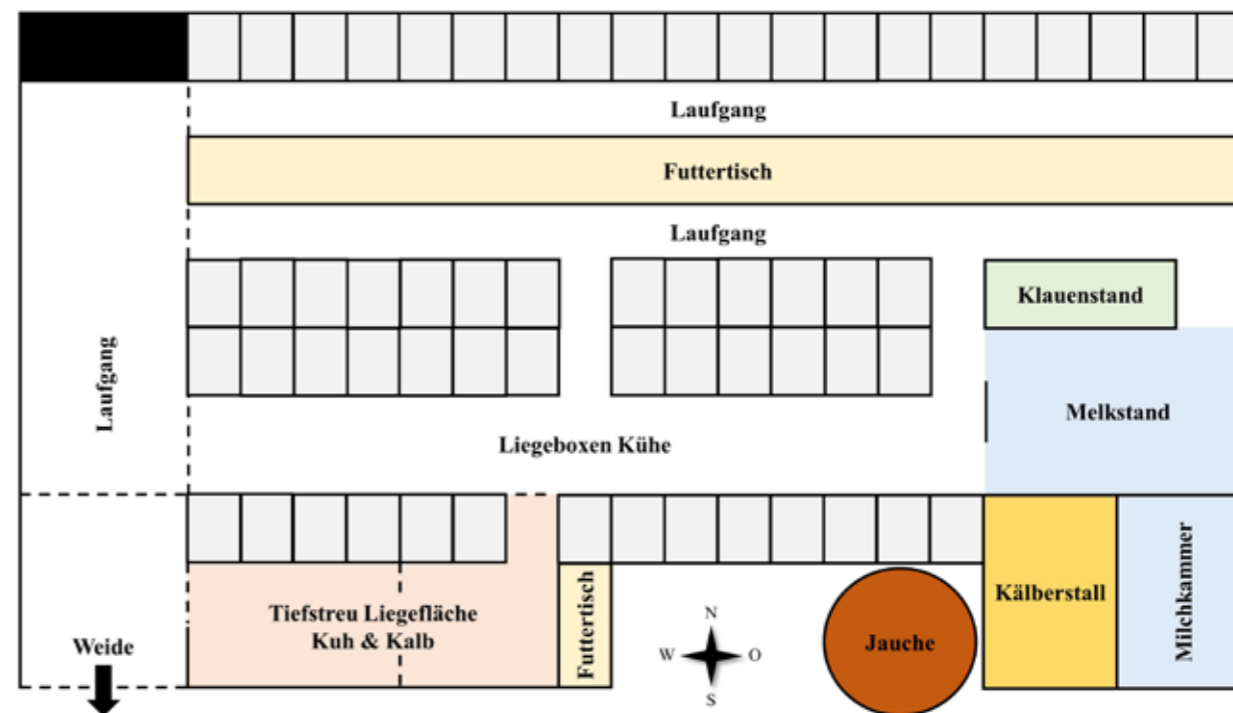 Laufgang
Futtertisch
Laufgang
Klauenstand
Laufgang
Melkstand
Liegeboxen Kühe
Tiefstreu Liegefläche
Kuh & Kalb
Futtertisch
N
W
O
S
Jauche
Kälberstall
Milchkammer
Weide